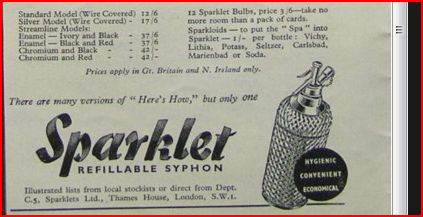 Standard Model (Wire Covered) 12/6
Silver Model (Wire Covered) - 17/6
Streamline Models:
Enamel — Ivory and Black - 37/6
Enamel — Black and Red - 37/6
Chromium and Black - - 42/-
Chromium and Red - - 42/-
12 Sparklet Bulbs, price 3/6—take no
more room than a pack of cards.
Sparkloids — to put the "Spa" into
Sparklet — 1/- per bottle: Vichy,
Lithia, Potass, Seltzer, Carlsbad,
Marienbad or Soda.
Prices apply in Gt. Britain and N. Ireland only.
There are many versions of "Here's How," but only one
Sparklet
REFILLABLE SYPHON
HYGIENIC
CONVENIENT
ECONOMICAL
Illustrated lists from local stockists or direct from Dept.
C.5, Sparklets Ltd., Thames House, London, S.W.1.